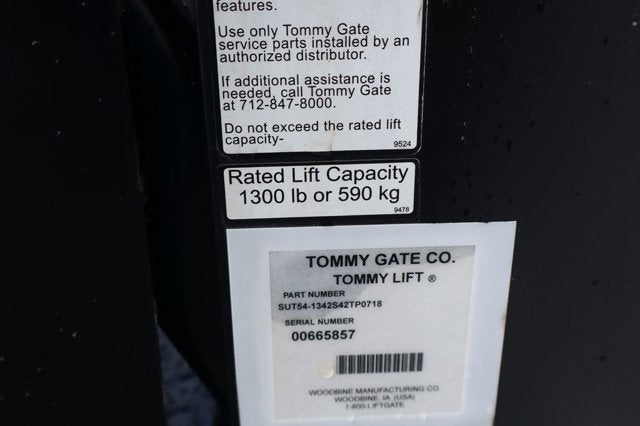 features.
Use only Tommy Gate
service parts installed by an
authorized distributor.
If additional assistance is
needed, call Tommy Gate
at 712-847-8000.
Do not exceed the rated lift
capacity-
9524
Rated Lift Capacity
1300 lb or 590 kg
9478
TOMMY GATE CO.
TOMMY LIFT ®
PART NUMBER
SUT54-1342S42TP0718
SERIAL NUMBER
00665857
WOODBINE MANUFACTURING CO.
WOODBINE, IA (USA)
1-800-LIFTGATE